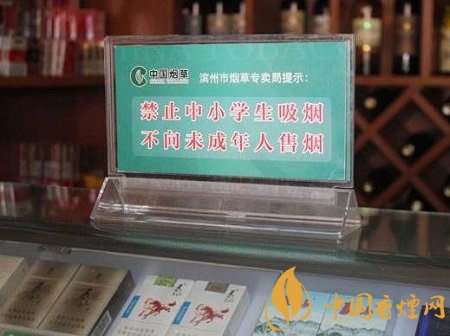 中国烟草
CHINA TOBACCO
滨州市烟草专卖局提示:
禁止中小学生吸烟
不向未成年人售烟
中国香烟网